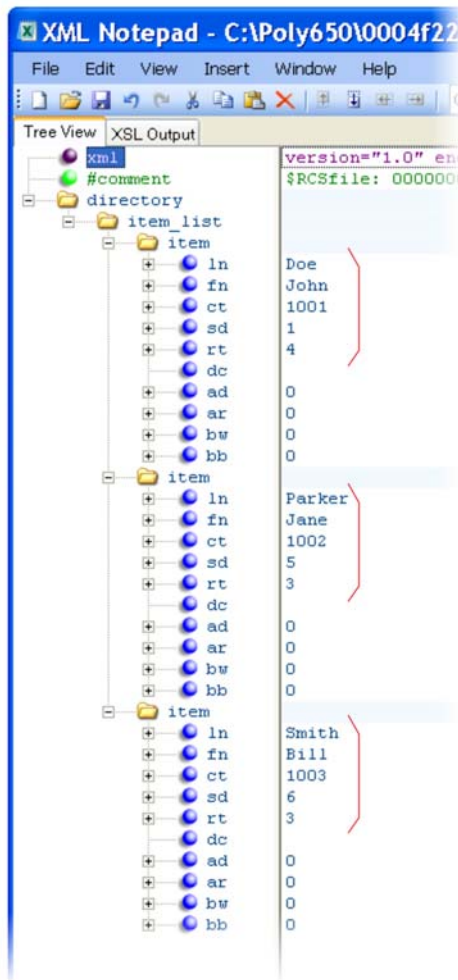 XML Notepad - C:\Poly650\0004f22
File Edit View Insert Window Help
Tree View XSL Output
xml version="1.0"
#comment $RCSfile:
directory
item_list
item
ln Doe
fn John
ct 1001
sd 1
rt 4
dc
ad 0
ar 0
bw 0
bb 0
item
ln Parker
fn Jane
ct 1002
sd 5
rt 3
dc
ad 0
ar 0
bw 0
bb 0
item
ln Smith
fn Bill
ct 1003
sd 6
rt 3
dc
ad 0
ar 0
bw 0
bb 0